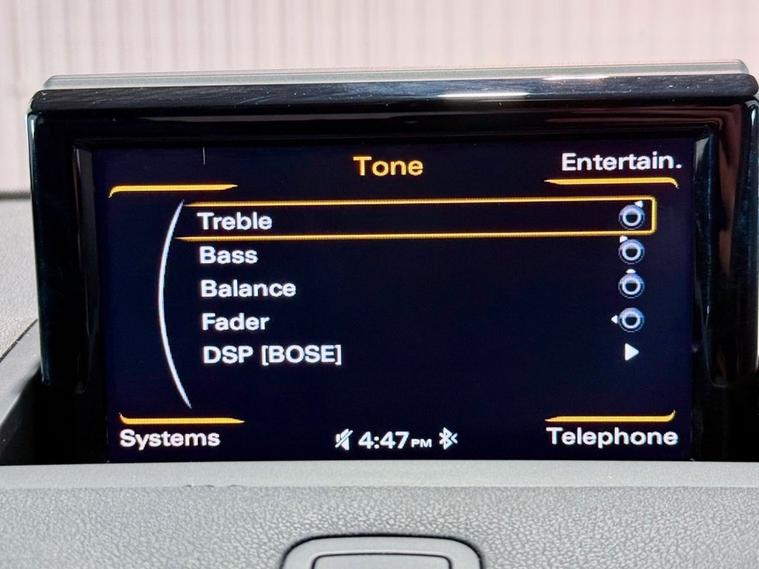 Tone
Entertain.
Treble
Bass
Balance
Fader
DSP [BOSE]
Systems
4:47PM
Telephone